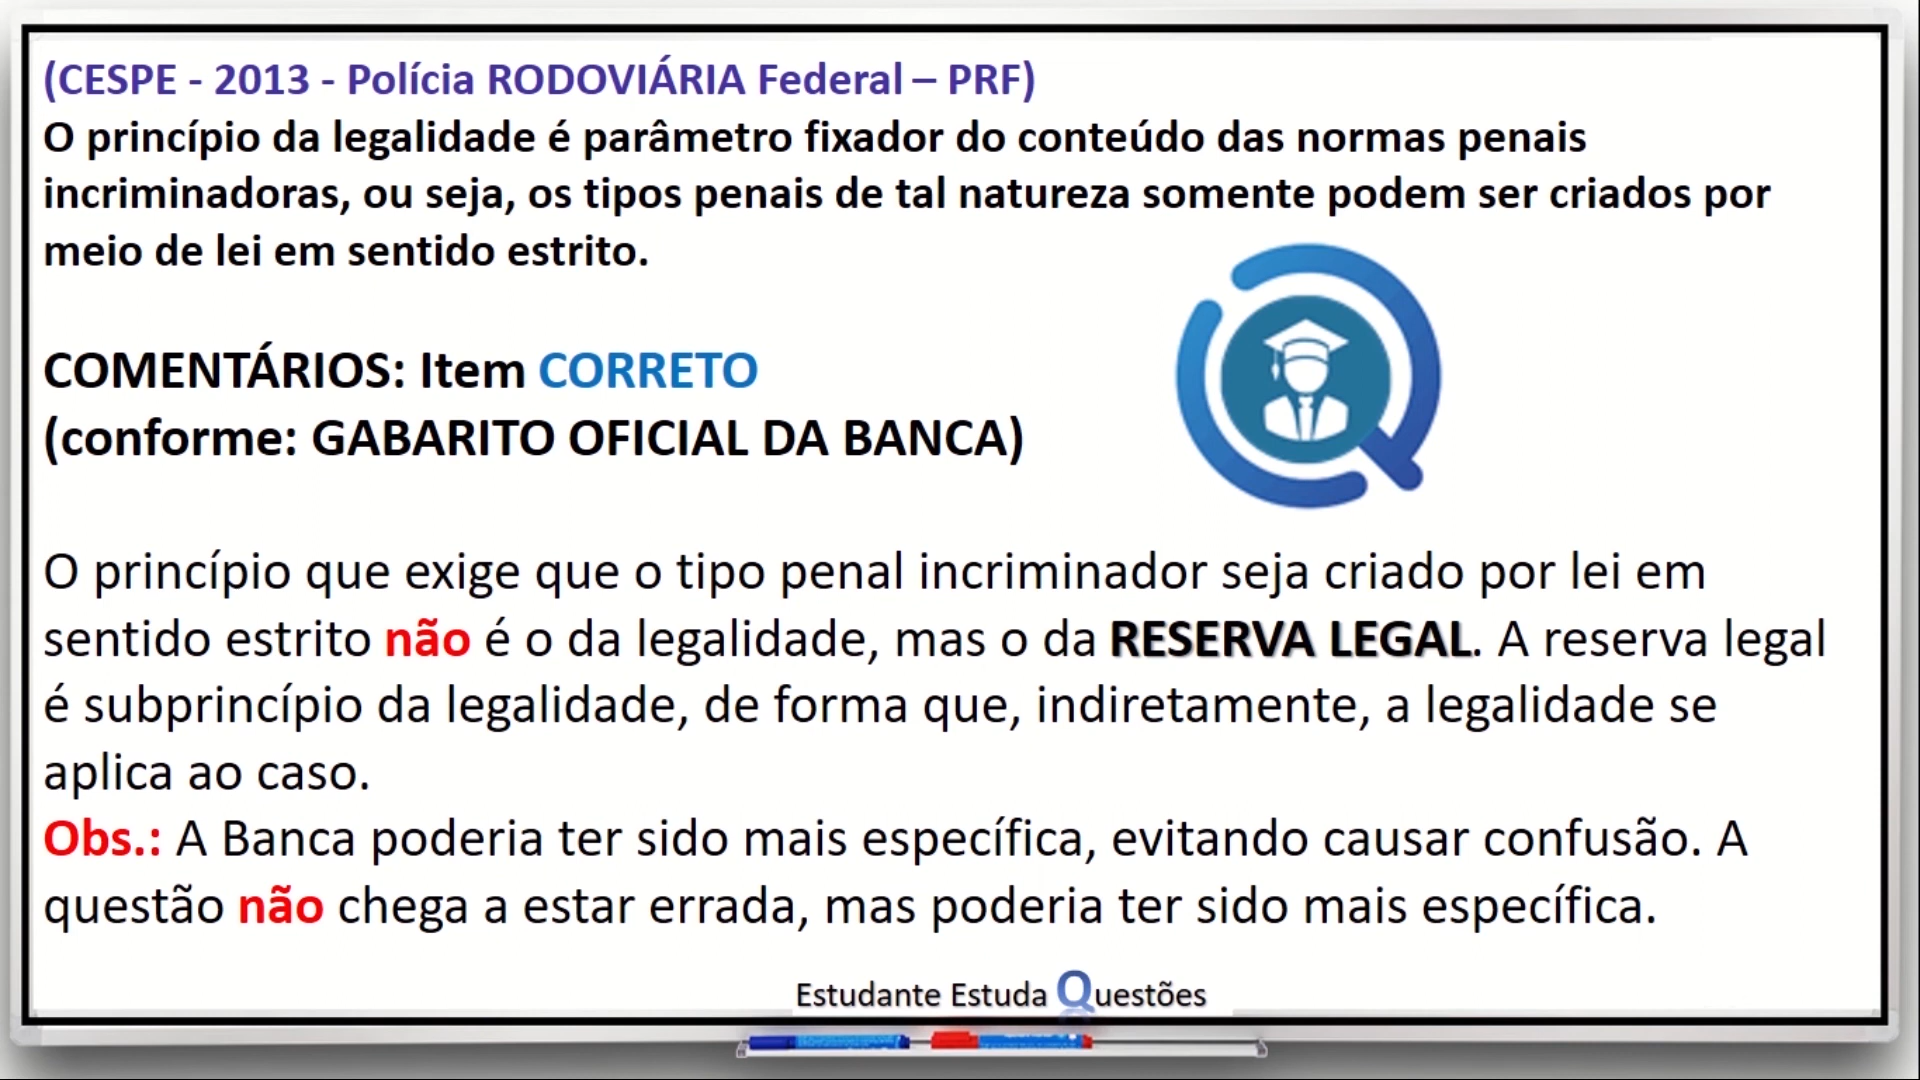 (CESPE - 2013 - Polícia RODOVIÁRIA Federal – PRF)
O princípio da legalidade é parâmetro fixador do conteúdo das normas penais
incriminadoras, ou seja, os tipos penais de tal natureza somente podem ser criados por
meio de lei em sentido estrito.
COMENTÁRIOS: Item CORRETO
(conforme: GABARITO OFICIAL DA BANCA)
O princípio que exige que o tipo penal incriminador seja criado por lei em
sentido estrito não é o da legalidade, mas o da RESERVA LEGAL. A reserva legal
é subprincípio da legalidade, de forma que, indiretamente, a legalidade se
aplica ao caso.
Obs.: A Banca poderia ter sido mais específica, evitando causar confusão. A
questão não chega a estar errada, mas poderia ter sido mais específica.
Estudante Estuda Questões